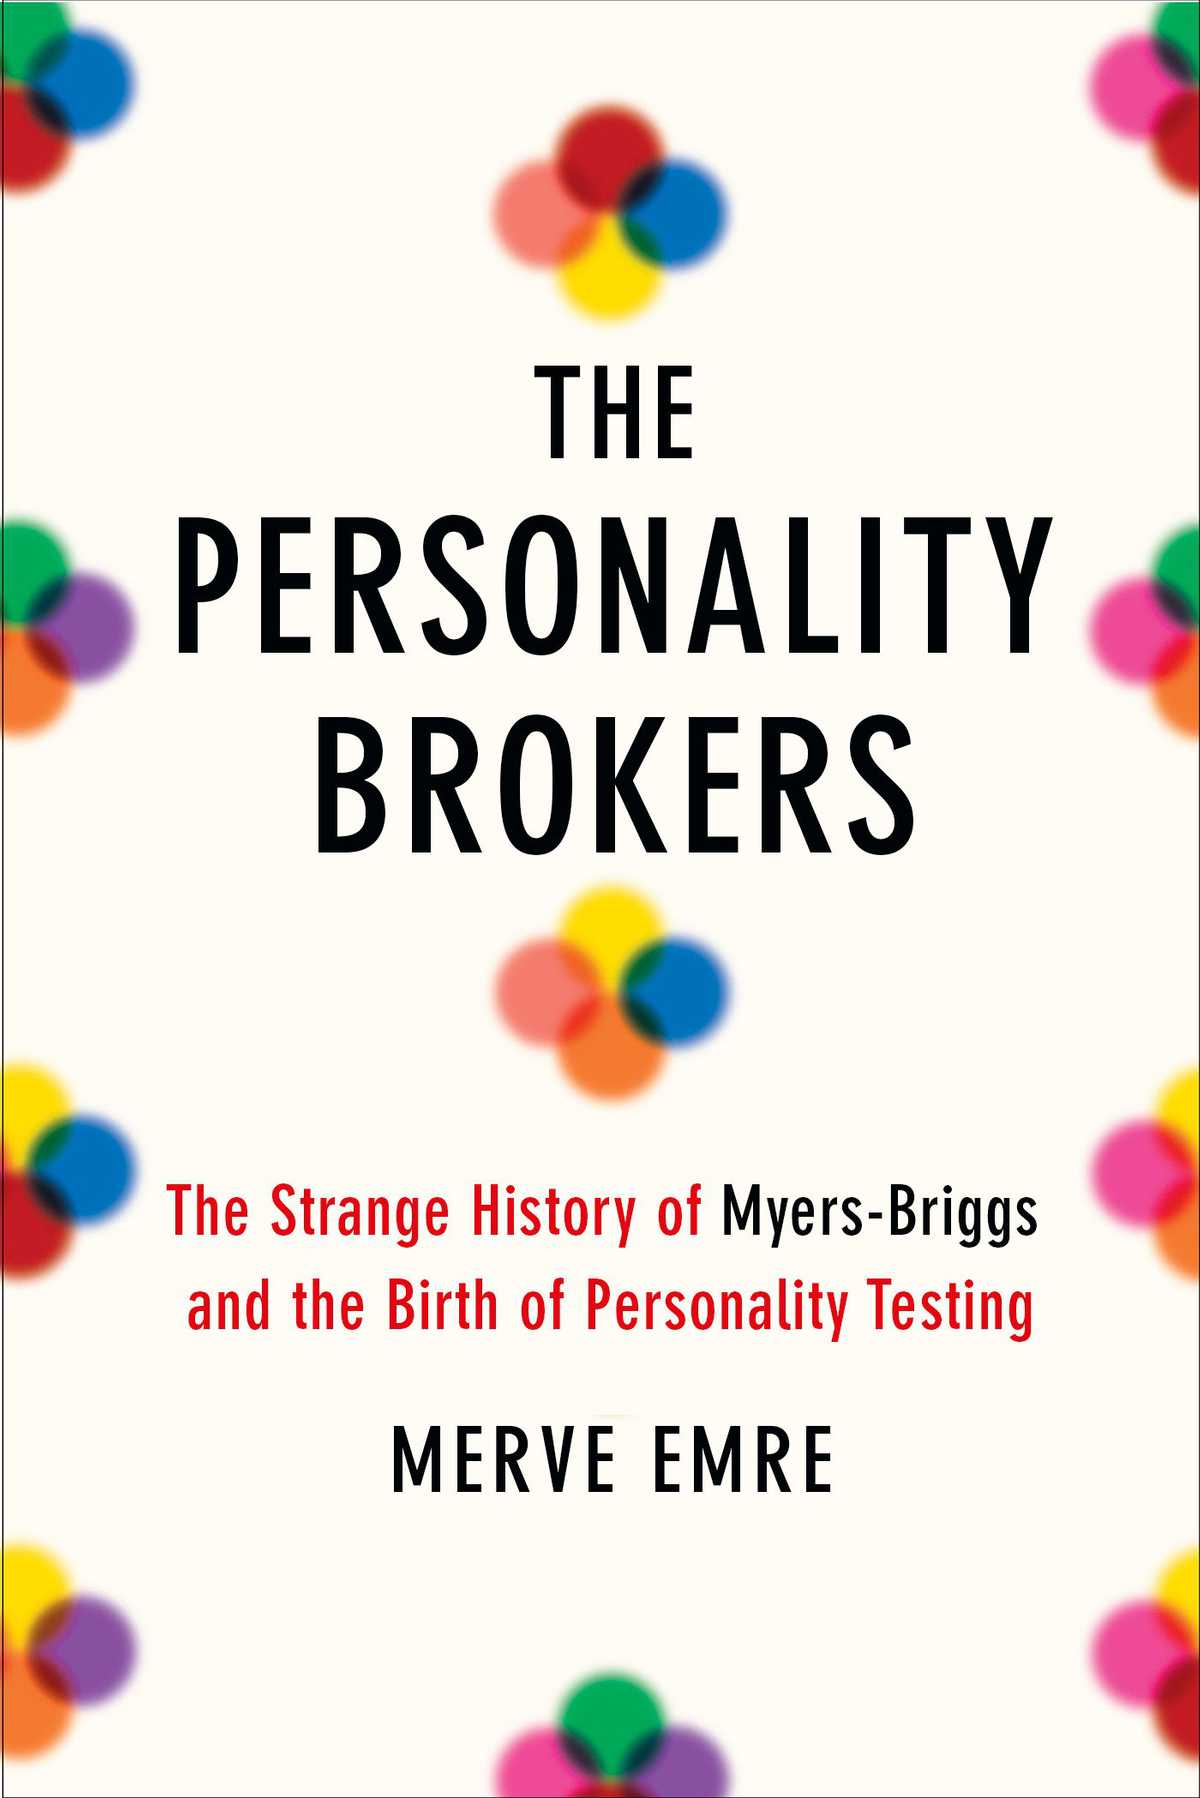 THE
PERSONALITY
BROKERS
The Strange History of Myers-Briggs
and the Birth of Personality Testing
MERVE EMRE